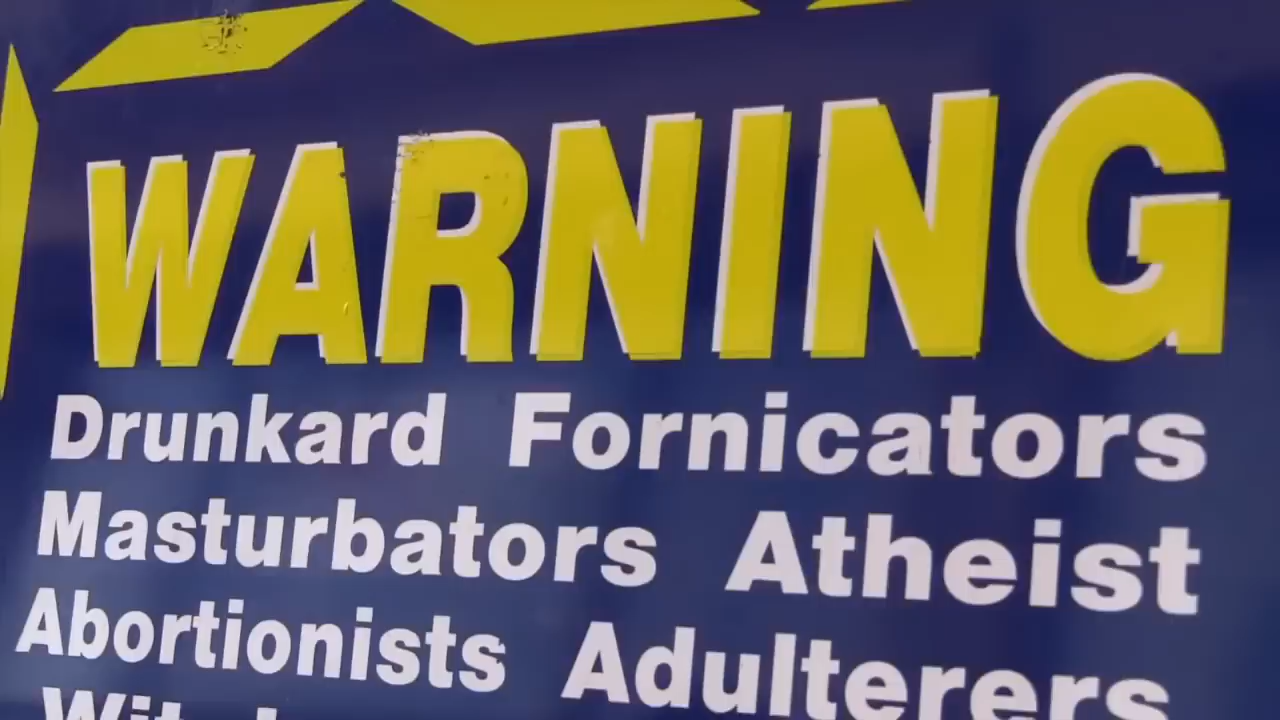 WARNING
Drunkard Fornicators
Masturbators Atheist
Abortionists Adulterers